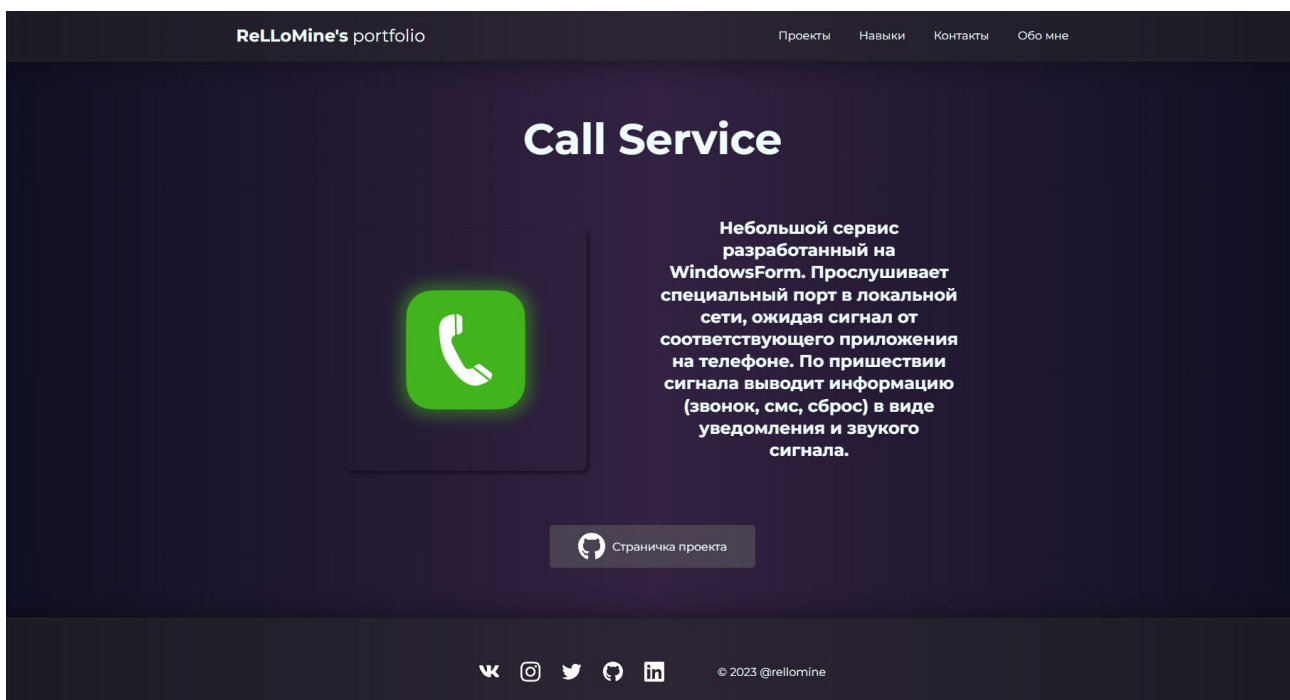 ReLLoMine's portfolio
Проекты Навыки Контакты Обо мне
Call Service
Небольшой сервис
разработанный на
WindowsForm. Прослушивает
специальный порт в локальной
сети, ожидая сигнал от
соответствующего приложения
на телефоне. По пришествии
сигнала выводит информацию
(звонок, смс, сброс) в виде
уведомления и звукого
сигнала.
Страничка проекта
© 2023 @rellomine